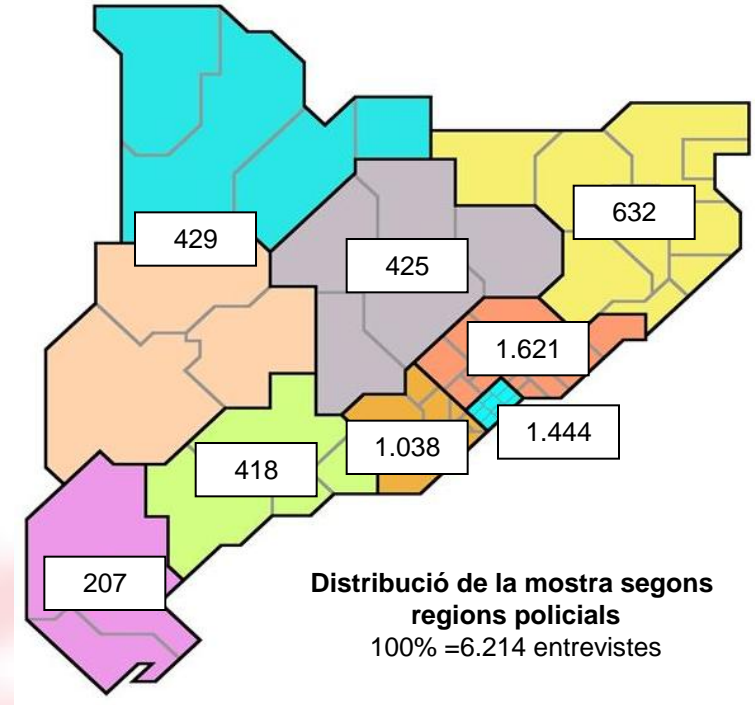 632
429
425
1.621
1.444
1.038
418
207
Distribució de la mostra segons
regions policials
100% =6.214 entrevistes